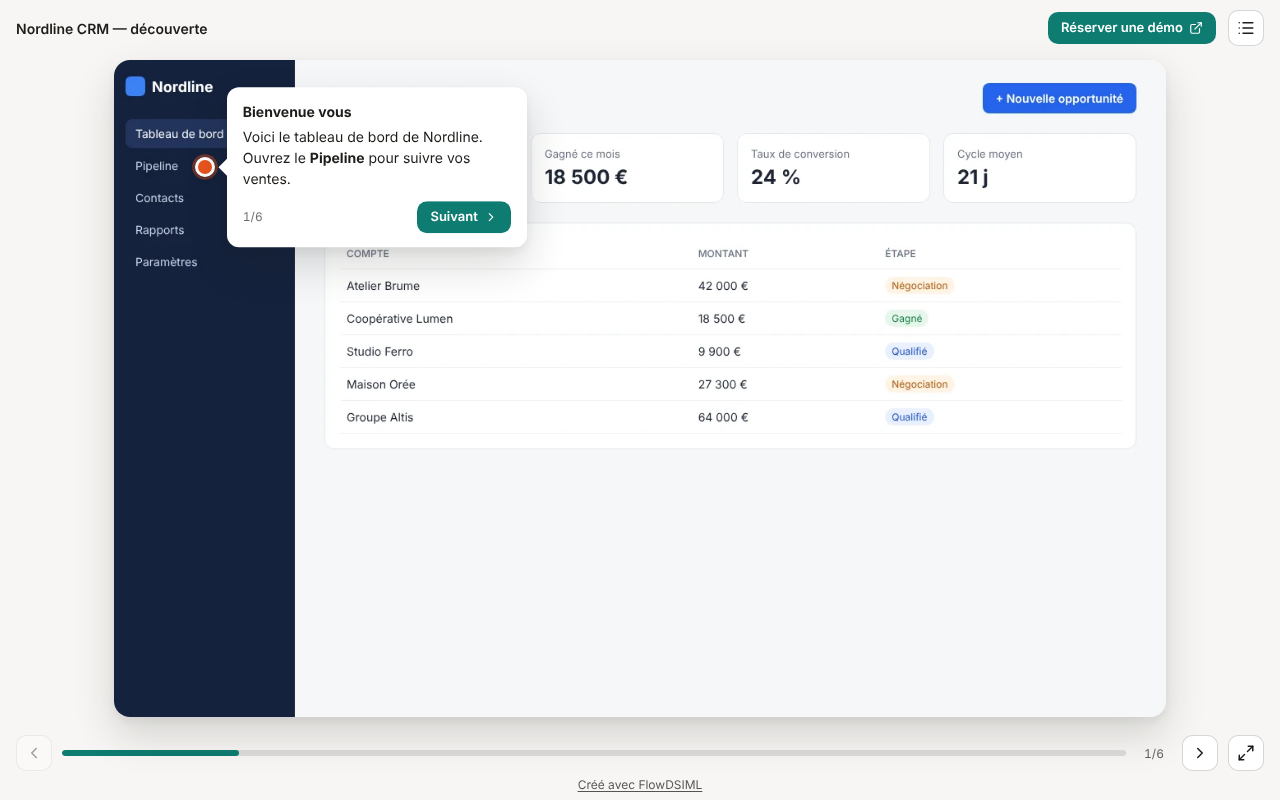 Nordline CRM — découverte
Réserver une démo
Nordline
+ Nouvelle opportunité
Tableau de bord
Pipeline
Contacts
Rapports
Paramètres
Bienvenue vous
Voici le tableau de bord de Nordline.
Ouvrez le Pipeline pour suivre vos
ventes.
1/6
Suivant
Gagné ce mois
18 500 €
Taux de conversion
24 %
Cycle moyen
21 j
COMPTE MONTANT ÉTAPE
Atelier Brume 42 000 € Négociation
Coopérative Lumen 18 500 € Gagné
Studio Ferro 9 900 € Qualifié
Maison Orée 27 300 € Négociation
Groupe Altis 64 000 € Qualifié
1/6
Créé avec FlowDSIML